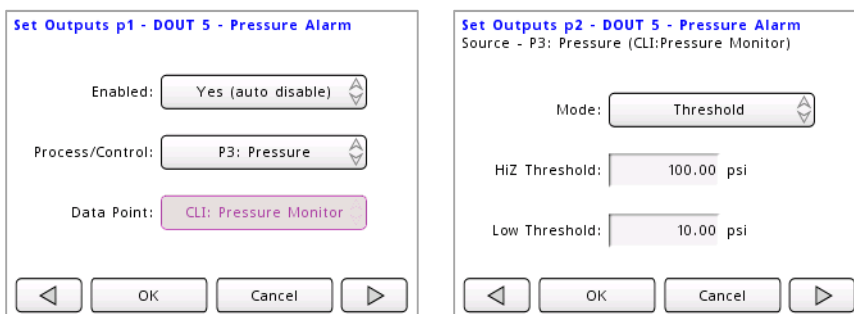 Set Outputs p1 - DOUT 5 - Pressure Alarm
Enabled: Yes (auto disable)
Process/Control: P3: Pressure
Data Point: CLI: Pressure Monitor
OK Cancel
Set Outputs p2 - DOUT 5 - Pressure Alarm
Source - P3: Pressure (CLI:Pressure Monitor)
Mode: Threshold
HiZ Threshold: 100.00 psi
Low Threshold: 10.00 psi
OK Cancel